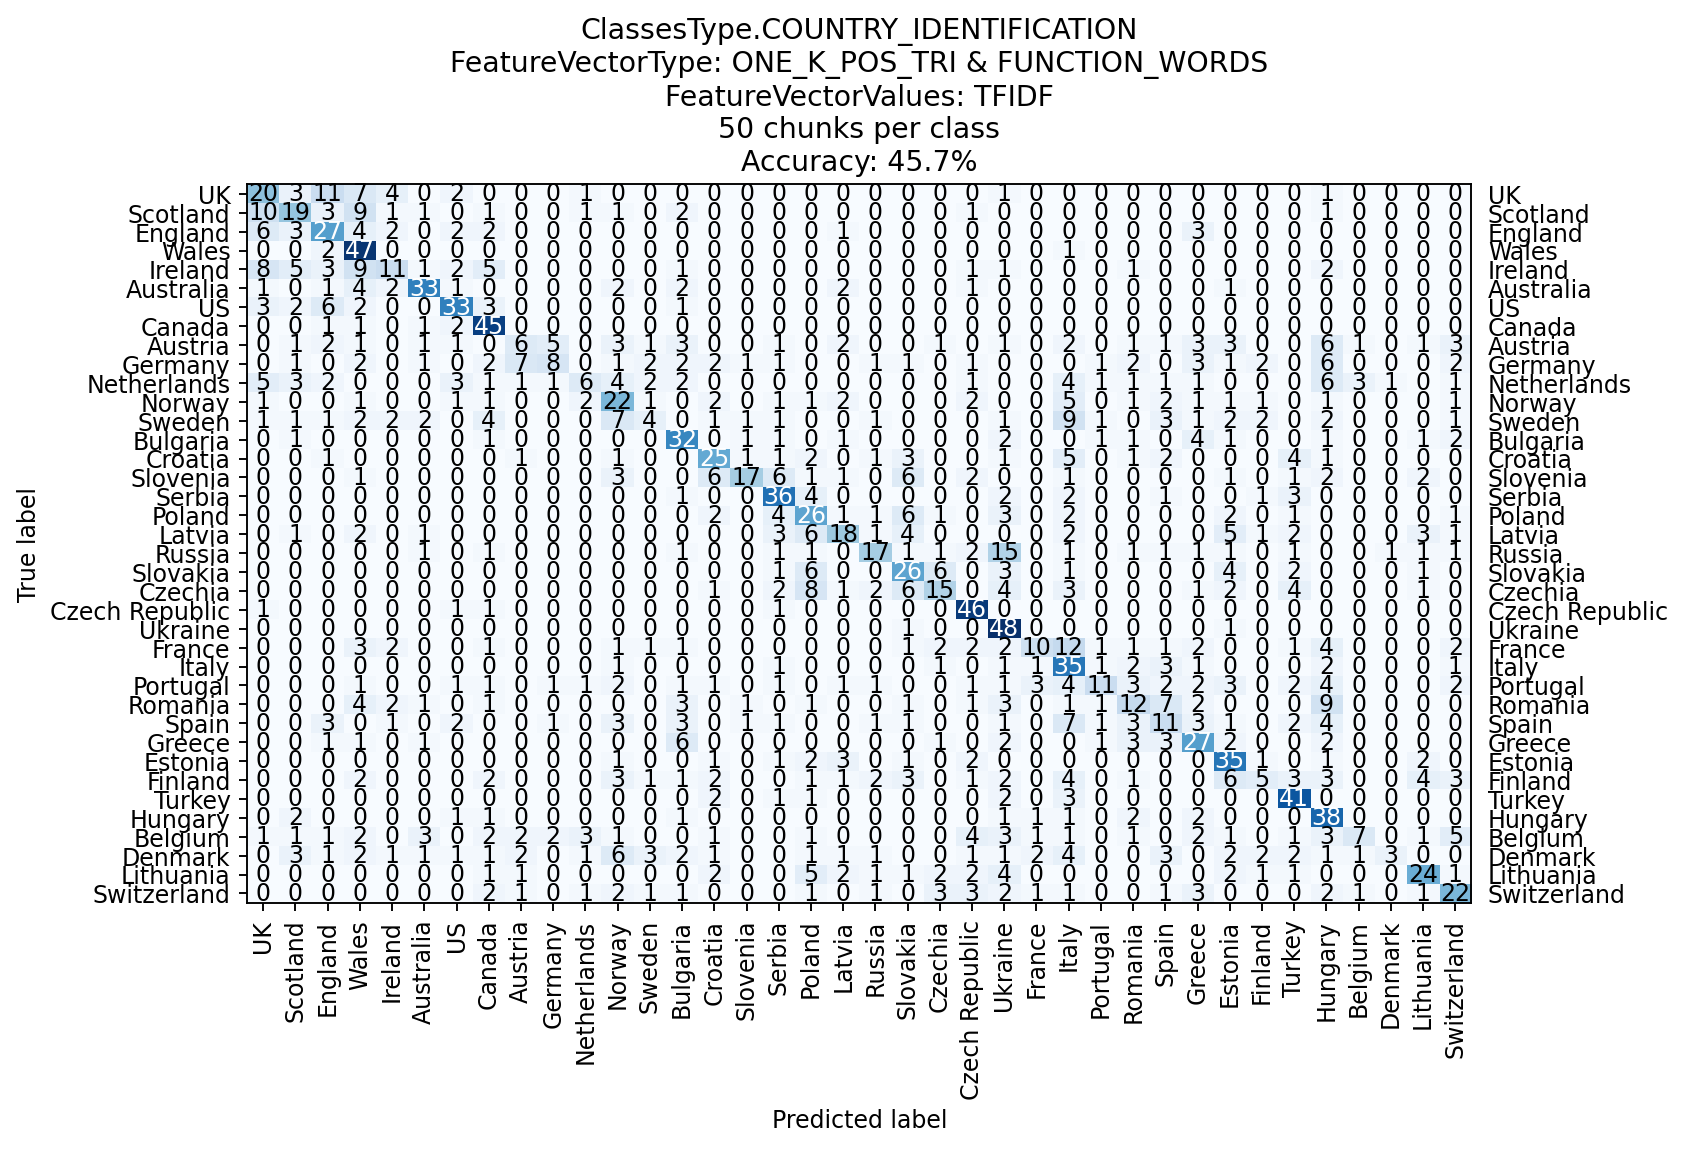 ClassesType.COUNTRY_IDENTIFICATION
FeatureVectorType: ONE_K_POS_TRI & FUNCTION_WORDS
FeatureVectorValues: TFIDF
50 chunks per class
Accuracy: 45.7%
UK 20 3 11 7 4 0 2 0 0 0 1 0 0 0 0 0 0 0 0 0 0 0 0 1 0 0 0 0 0 0 0 0 0 1 0 0 0 0 UK
Scotland 10 19 3 9 1 1 0 1 0 0 1 1 0 2 0 0 0 0 0 0 0 0 1 0 0 0 0 0 0 0 0 0 0 1 0 0 0 0 Scotland
England 6 3 27 4 2 0 2 2 0 0 0 0 0 0 0 0 0 0 1 0 0 0 0 0 0 0 0 0 0 3 0 0 0 0 0 0 0 0 England
Wales 0 0 2 47 0 0 0 0 0 0 0 0 0 0 0 0 0 0 0 0 0 0 0 0 0 1 0 0 0 0 0 0 0 0 0 0 0 0 Wales
Ireland 8 5 3 9 11 1 2 5 0 0 0 0 0 1 0 0 0 0 0 0 0 0 1 1 0 0 0 1 0 0 0 0 0 2 0 0 0 0 Ireland
Australia 1 0 1 4 2 33 1 0 0 0 0 2 0 2 0 0 0 0 2 0 0 0 1 0 0 0 0 0 0 0 1 0 0 0 0 0 0 0 Australia
US 3 2 6 2 0 0 33 3 0 0 0 0 0 1 0 0 0 0 0 0 0 0 0 0 0 0 0 0 0 0 0 0 0 0 0 0 0 0 US
Canada 0 0 1 1 0 1 2 45 0 0 0 0 0 0 0 0 0 0 0 0 0 0 0 0 0 0 0 0 0 0 0 0 0 0 0 0 0 0 Canada
Austria 0 1 2 1 0 1 1 0 6 5 0 3 1 3 0 0 1 0 2 0 0 1 0 1 0 2 0 1 1 3 3 0 0 6 1 0 1 3 Austria
Germany 0 1 0 2 0 1 0 2 7 8 0 1 2 2 2 1 0 0 0 1 1 0 1 0 0 0 1 2 0 3 1 2 0 6 0 0 0 2 Germany
Netherlands 5 3 2 0 0 0 3 1 1 1 6 4 2 2 0 0 0 0 0 0 0 0 1 0 0 4 1 1 1 1 0 0 0 6 3 1 0 1 Netherlands
Norway 1 0 0 1 0 0 1 1 0 0 2 22 1 0 2 0 1 1 2 0 0 0 2 0 0 5 0 1 2 1 1 1 0 1 0 0 0 1 Norway
Sweden 1 1 1 1 2 2 0 4 0 0 0 7 4 0 1 1 0 0 0 1 0 0 0 1 0 9 1 0 3 1 2 2 0 2 0 0 0 1 Sweden
Bulgaria 0 1 0 0 0 0 0 1 0 0 0 0 0 32 0 1 1 0 1 0 0 0 0 2 0 0 1 1 0 4 1 0 0 1 0 0 1 2 Bulgaria
Croatia 0 0 1 0 0 0 0 0 1 0 0 1 0 0 25 1 1 2 0 1 3 0 0 1 0 5 0 1 2 0 0 0 4 1 0 0 0 0 Croatia
Slovenia 0 0 0 1 0 0 0 0 0 0 0 3 0 0 6 17 6 1 1 0 6 0 2 0 0 1 0 0 0 0 1 0 1 2 0 0 2 0 Slovenia
Serbia 0 0 0 0 0 0 0 0 0 0 0 0 0 1 0 0 36 4 0 0 0 0 0 2 0 2 0 0 1 0 0 1 3 0 0 0 0 0 Serbia
Poland 0 0 0 0 0 0 0 0 0 0 0 0 0 0 2 0 4 26 1 1 6 1 0 3 0 2 0 0 0 0 2 0 1 0 0 0 0 1 Poland
Latvia 0 1 0 2 0 1 0 0 0 0 0 0 0 0 0 0 3 6 18 1 4 0 0 0 0 2 0 0 0 0 5 1 2 0 0 0 3 1 Latvia
Russia 0 0 0 0 0 1 0 1 0 0 0 0 0 1 0 0 1 1 0 17 1 1 2 15 0 1 0 1 1 1 1 0 1 0 0 1 1 1 Russia
Slovakia 0 0 0 0 0 0 0 0 0 0 0 0 0 0 0 0 1 6 0 0 26 6 0 3 0 1 0 0 0 0 4 0 2 0 0 0 1 0 Slovakia
Czechia 0 0 0 0 0 0 0 0 0 0 0 0 0 0 1 0 2 8 1 2 6 15 0 4 0 3 0 0 0 1 2 0 4 0 0 0 1 0 Czechia
Czech Republic 1 0 0 0 0 0 1 1 0 0 0 0 0 0 0 0 1 0 0 0 0 0 46 0 0 0 0 0 0 0 0 0 0 0 0 0 0 0 Czech Republic
Ukraine 0 0 0 0 0 0 0 0 0 0 0 0 0 0 0 0 0 0 0 0 1 0 0 48 0 0 0 0 0 0 1 0 0 0 0 0 0 0 Ukraine
France 0 0 0 3 2 0 0 1 0 0 0 1 1 1 0 0 0 0 0 0 1 2 2 2 10 12 1 1 1 2 0 0 1 4 0 0 0 2 France
Italy 0 0 0 0 0 0 0 0 0 0 0 1 0 0 0 0 1 0 0 0 0 1 0 1 1 35 1 2 3 1 0 0 0 2 0 0 0 1 Italy
Portugal 0 0 0 1 0 0 1 1 0 1 1 2 0 1 1 0 1 0 1 1 0 0 1 1 3 4 11 3 2 2 3 0 2 4 0 0 0 2 Portugal
Romania 0 0 0 4 2 1 0 1 0 0 0 0 0 3 0 1 0 1 0 0 1 0 1 3 0 1 1 12 7 2 0 0 0 9 0 0 0 0 Romania
Spain 0 0 3 0 1 0 2 0 0 1 0 3 0 3 0 0 1 0 0 1 1 0 0 1 1 7 1 3 11 3 1 0 2 4 0 0 0 0 Spain
Greece 0 0 1 1 0 1 0 0 0 0 0 0 0 6 0 0 0 0 0 0 0 1 0 2 0 0 1 3 3 27 2 0 0 2 0 0 0 0 Greece
Estonia 0 0 0 0 0 0 0 0 0 0 0 1 0 0 1 0 1 2 3 0 1 0 2 0 0 0 0 0 0 0 35 1 0 1 0 0 2 0 Estonia
Finland 0 0 0 2 0 0 0 2 0 0 0 3 1 1 2 0 0 1 1 2 3 0 1 2 0 4 0 1 0 0 6 5 3 3 0 0 4 3 Finland
Turkey 0 0 0 0 0 0 0 0 0 0 0 0 0 0 2 0 1 1 0 0 0 0 0 2 0 3 0 0 0 0 0 0 41 0 0 0 0 0 Turkey
Hungary 0 2 0 0 0 0 1 1 0 0 0 0 0 1 0 0 0 0 0 0 0 0 0 1 1 1 0 2 0 2 0 0 0 38 0 0 0 0 Hungary
Belgium 1 1 1 2 0 3 0 2 2 2 3 1 0 0 1 0 0 1 0 0 0 0 4 3 1 1 0 1 0 2 1 0 1 3 7 0 1 5 Belgium
Denmark 0 3 1 2 1 1 1 1 2 0 1 6 3 2 1 0 1 1 1 1 0 0 1 1 2 4 0 0 3 0 2 2 2 1 1 3 0 0 Denmark
Lithuania 0 0 0 0 0 0 0 1 1 0 0 0 0 0 2 0 0 5 2 1 1 2 2 4 0 0 0 0 0 0 2 1 1 0 0 0 24 1 Lithuania
Switzerland 0 0 0 0 0 0 0 2 1 0 1 2 1 1 0 0 0 1 0 1 0 3 3 2 1 1 0 0 1 3 0 0 0 2 1 0 1 22 Switzerland
True label
UK Scotland England Wales Ireland Australia US Canada Austria Germany Netherlands Norway Sweden Bulgaria Croatia Slovenia Serbia Poland Latvia Russia Slovakia Czechia Czech Republic Ukraine France Italy Portugal Romania Spain Greece Estonia Finland Turkey Hungary Belgium Denmark Lithuania Switzerland
Predicted label